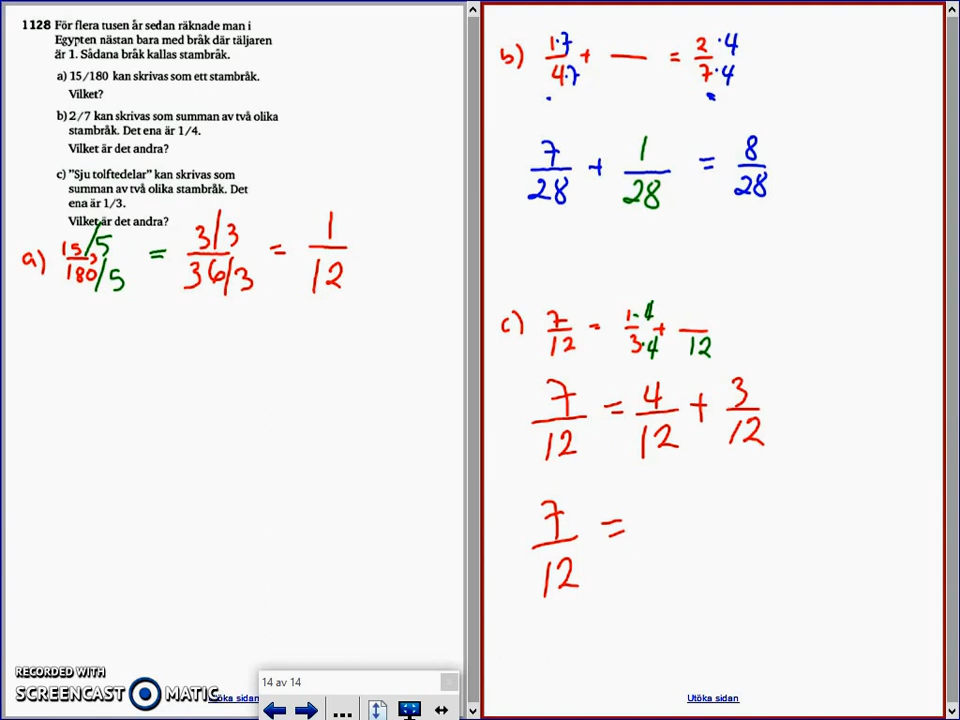 1128 För flera tusen år sedan räknade man i
Egypten nästan bara med bråk där täljaren
är 1. Sådana bråk kallas stambråk.
a) 15/180 kan skrivas som ett stambråk.
Vilket?
b) 2/7 kan skrivas som summan av två olika
stambråk. Det ena är 1/4.
Vilket är det andra?
c) "Sju tolftedelar" kan skrivas som
summan av två olika stambråk. Det
ena är 1/3.
Vilket är det andra?
a) 15/5 / 180/5 = 3/3 / 36/3 = 1/12
b) 1·7 / 4·7 + — = 2·4 / 7·4
7/28 + 1/28 = 8/28
c) 7/12 = 1·4 / 3·4 + — / 12
7/12 = 4/12 + 3/12
7/12 =
RECORDED WITH
SCREENCAST MATIC
Utöka sidan
14 av 14
...
Utöka sidan